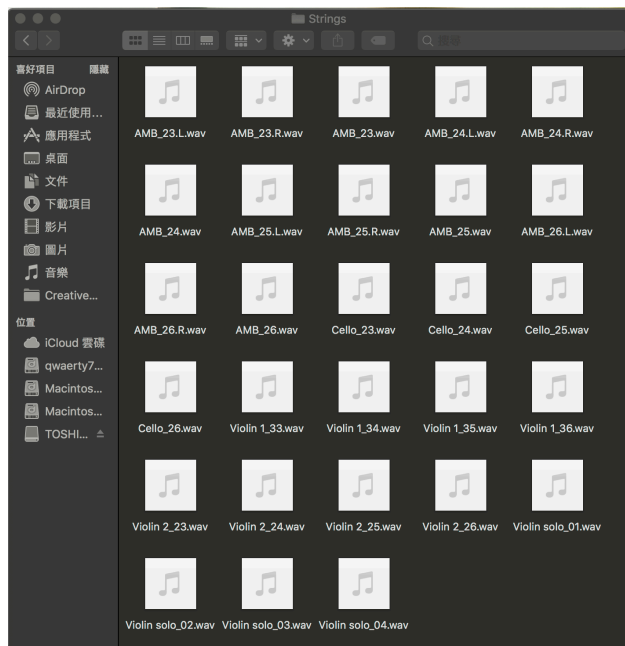 Strings
搜尋
喜好項目 隱藏
AirDrop
最近使用...
應用程式
桌面
文件
下載項目
影片
圖片
音樂
Creative...
位置
iCloud 雲碟
qwaerty7...
Macintos...
Macintos...
TOSHI...
AMB_23.L.wav AMB_23.R.wav AMB_23.wav AMB_24.L.wav AMB_24.R.wav
AMB_24.wav AMB_25.L.wav AMB_25.R.wav AMB_25.wav AMB_26.L.wav
AMB_26.R.wav AMB_26.wav Cello_23.wav Cello_24.wav Cello_25.wav
Cello_26.wav Violin 1_33.wav Violin 1_34.wav Violin 1_35.wav Violin 1_36.wav
Violin 2_23.wav Violin 2_24.wav Violin 2_25.wav Violin 2_26.wav Violin solo_01.wav
Violin solo_02.wav Violin solo_03.wav Violin solo_04.wav